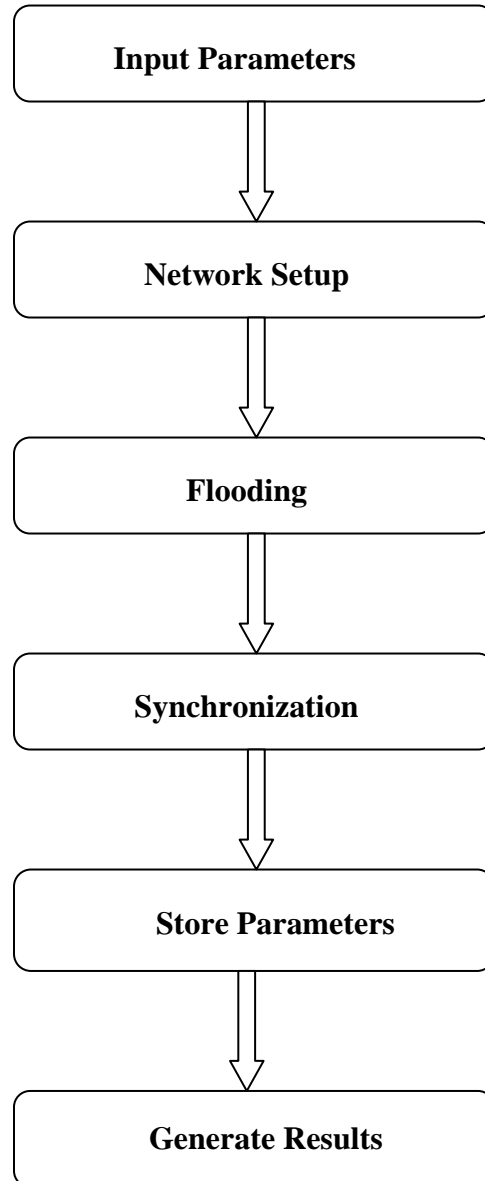 Input Parameters
Network Setup
Flooding
Synchronization
Store Parameters
Generate Results